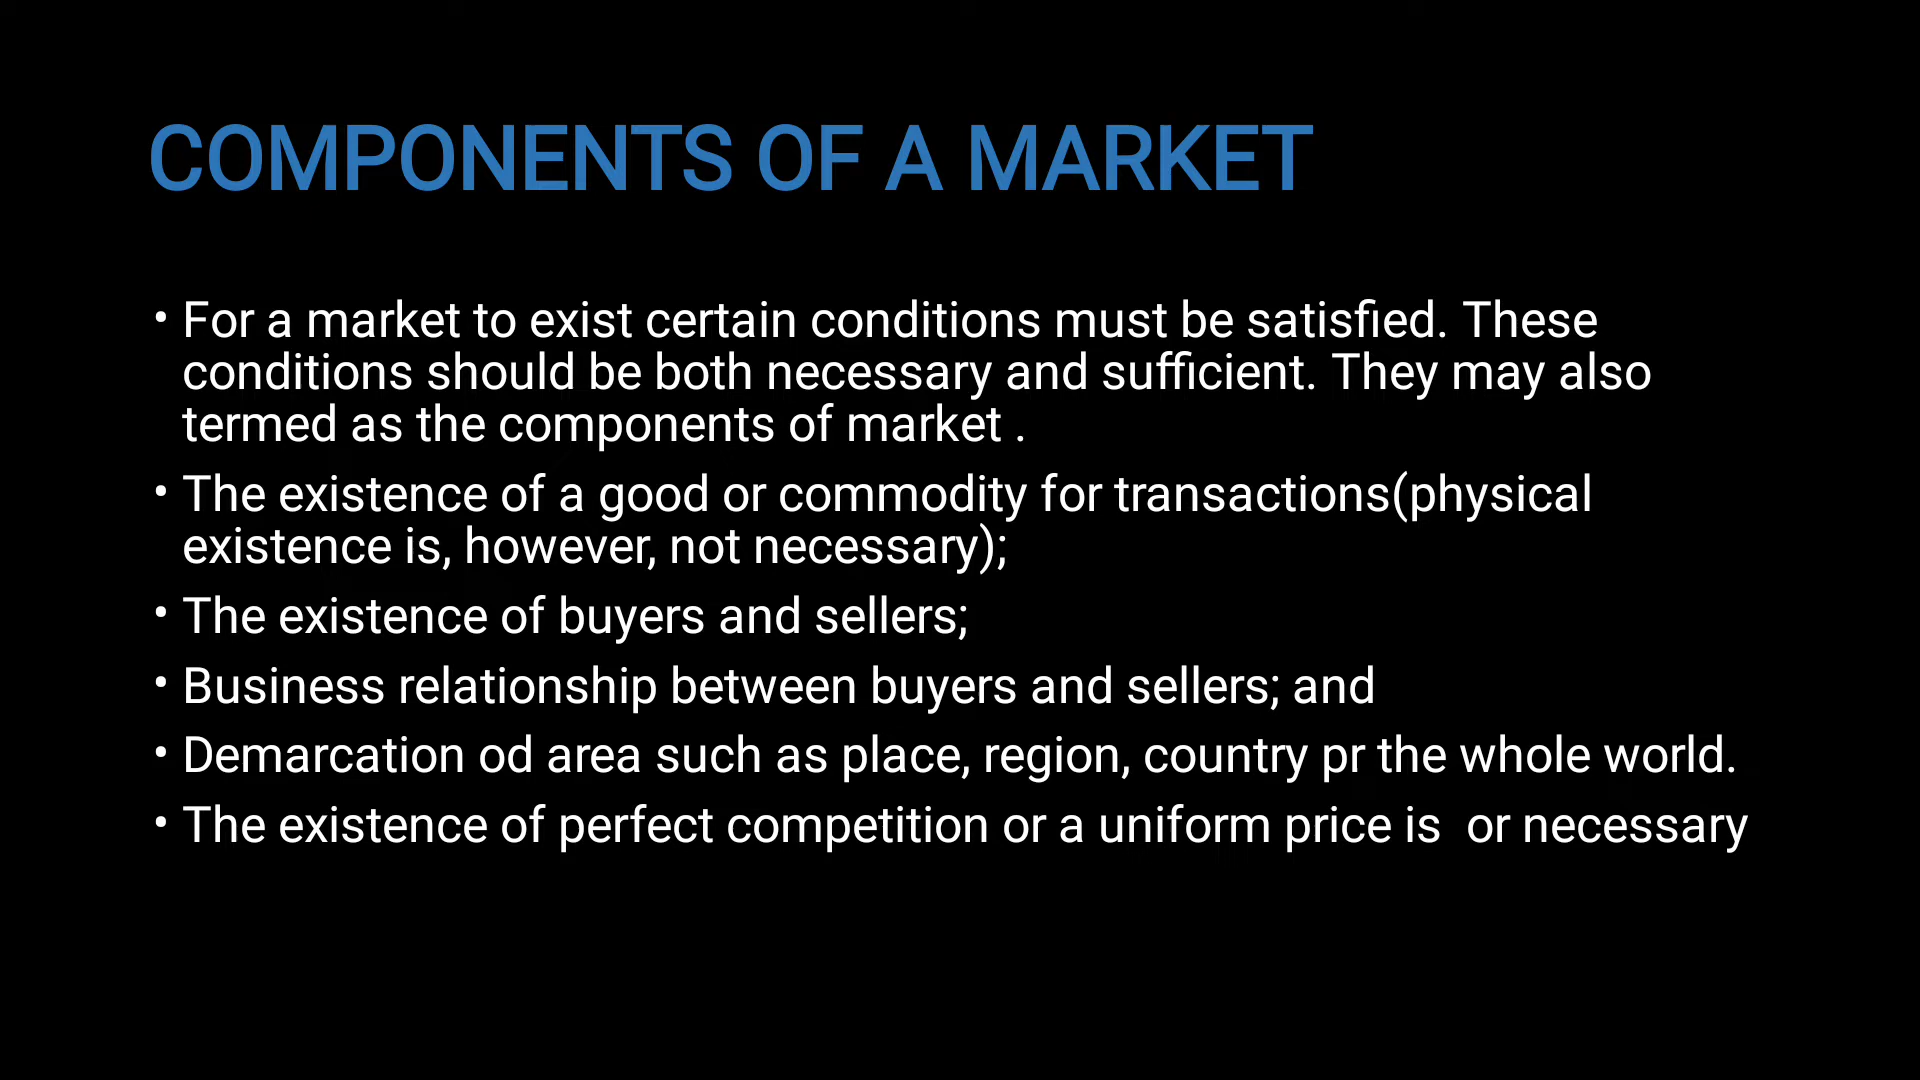 COMPONENTS OF A MARKET
• For a market to exist certain conditions must be satisfied. These
conditions should be both necessary and sufficient. They may also
termed as the components of market .
• The existence of a good or commodity for transactions(physical
existence is, however, not necessary);
• The existence of buyers and sellers;
• Business relationship between buyers and sellers; and
• Demarcation od area such as place, region, country pr the whole world.
• The existence of perfect competition or a uniform price is  or necessary